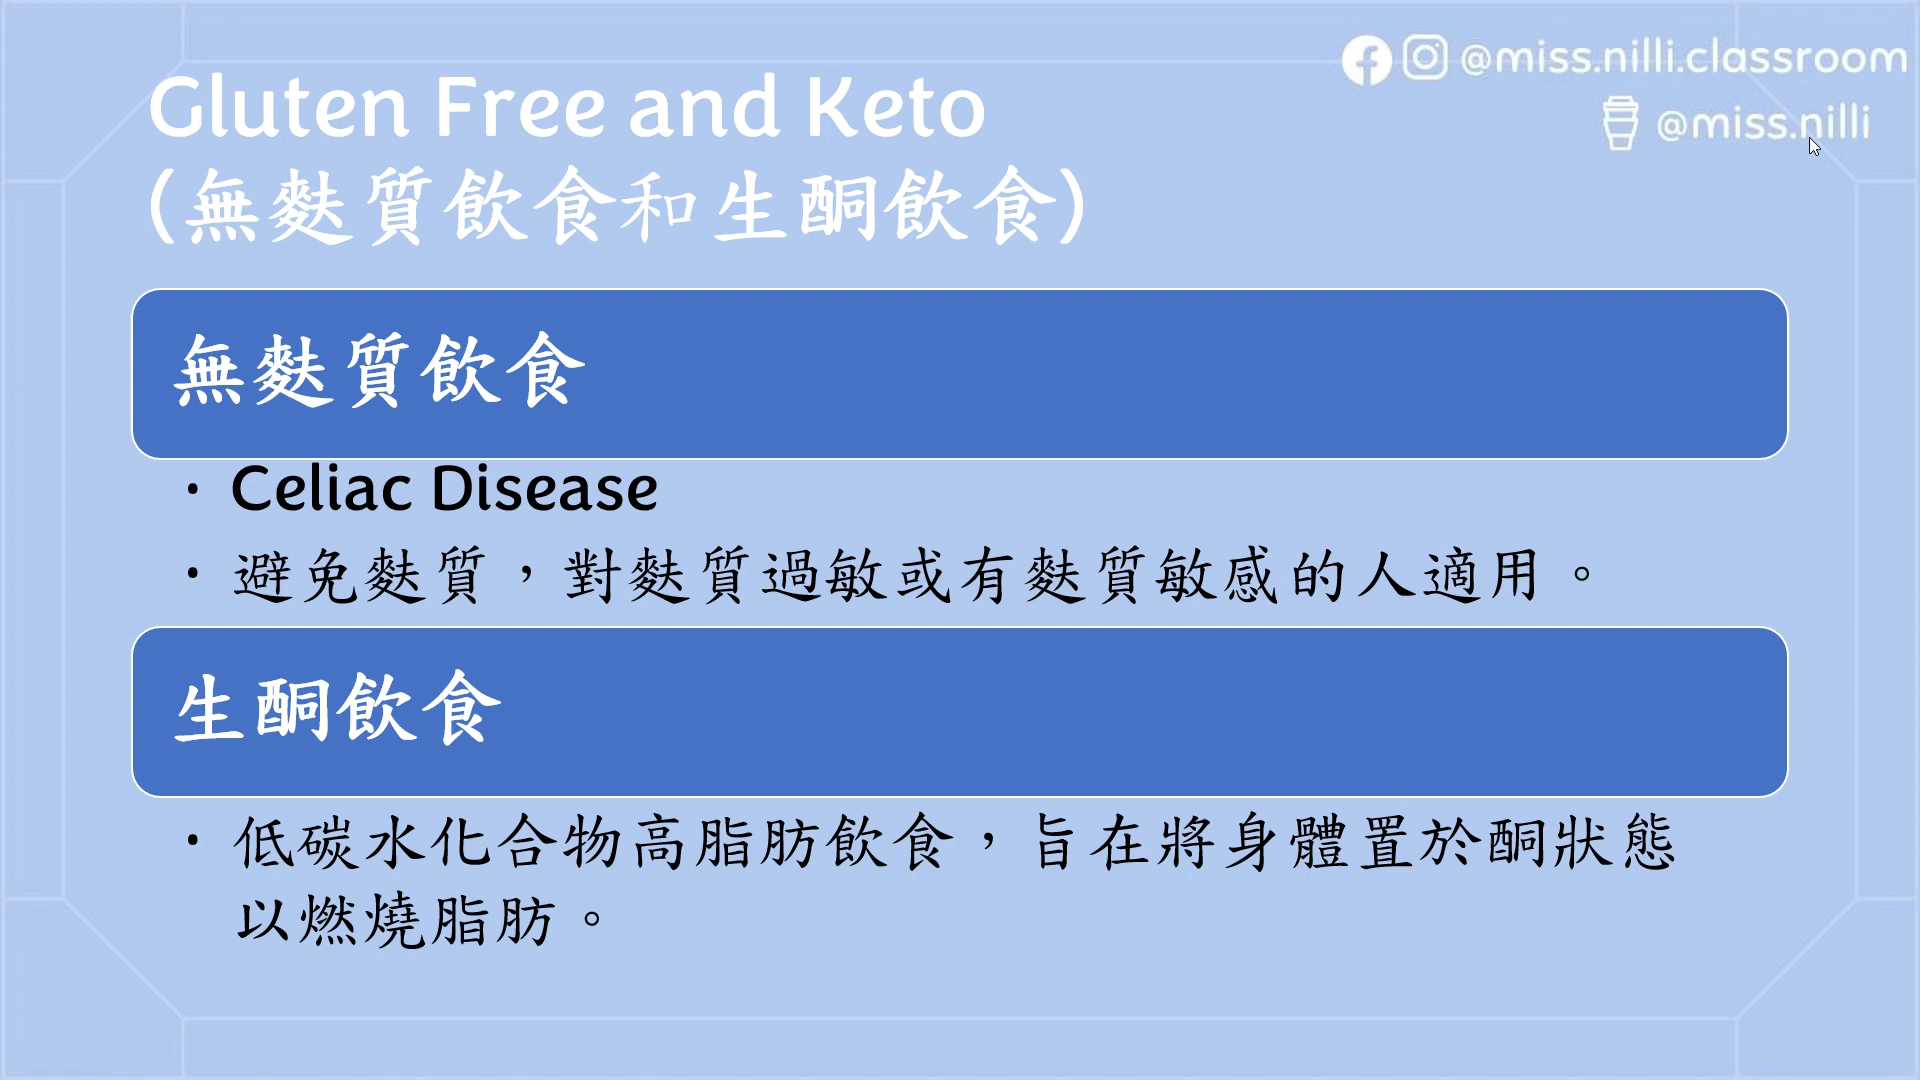 @miss.nilli.classroom
@miss.nilli
Gluten Free and Keto
(無麩質飲食和生酮飲食)
無麩質飲食
• Celiac Disease
• 避免麩質，對麩質過敏或有麩質敏感的人適用。
生酮飲食
• 低碳水化合物高脂肪飲食，旨在將身體置於酮狀態
以燃燒脂肪。